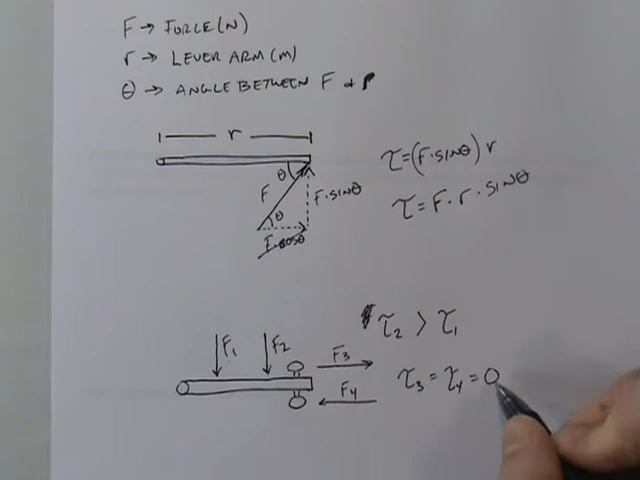 F → FORCE (N)
r → LEVER ARM (M)
θ → ANGLE BETWEEN F & r
r
θ
F
F·sinθ
θ
F·cosθ
τ = (F·sinθ) r
τ = F · r · sinθ
F₁
F₂
F₃
F₄
τ₂ > τ₁
τ₃ = τ₄ = 0